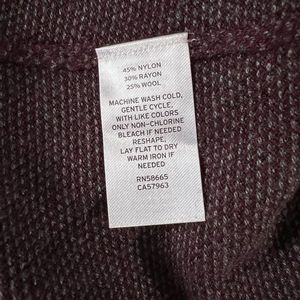 45% NYLON
30% RAYON
25% WOOL
MACHINE WASH COLD,
GENTLE CYCLE,
WITH LIKE COLORS
ONLY NON-CHLORINE
BLEACH IF NEEDED
RESHAPE,
LAY FLAT TO DRY
WARM IRON IF
NEEDED
RN58665
CA57963